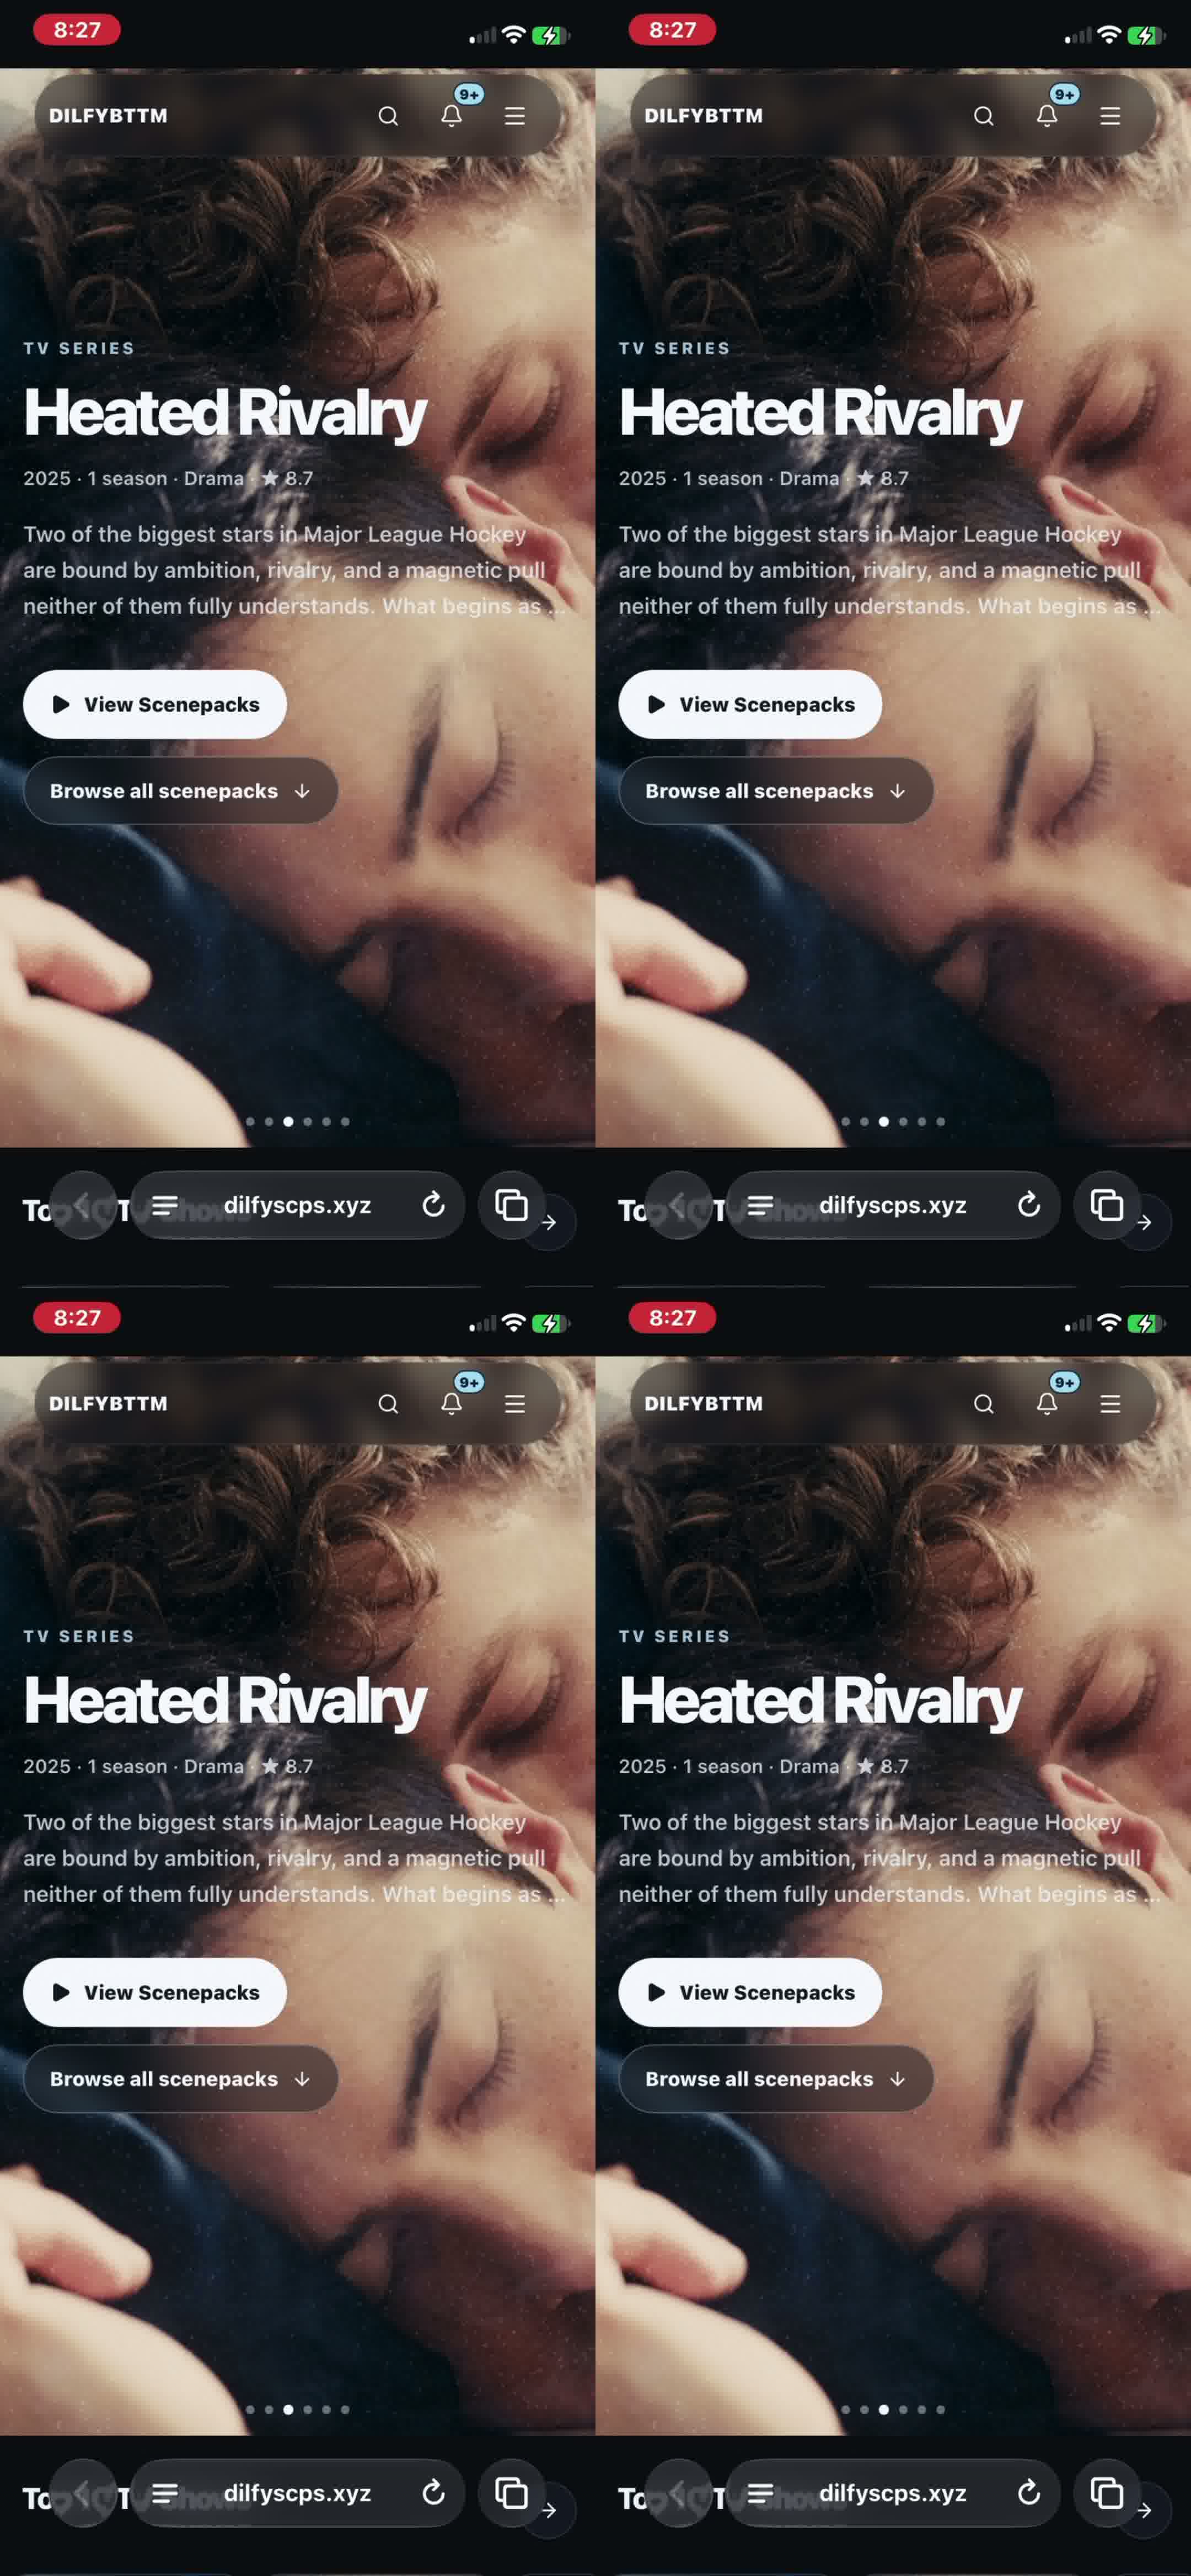 8:27
8:27
DILFYBTTM
9+
DILFYBTTM
9+
TV SERIES
TV SERIES
Heated Rivalry
Heated Rivalry
2025 · 1 season · Drama · ★ 8.7
2025 · 1 season · Drama · ★ 8.7
Two of the biggest stars in Major League Hockey
are bound by ambition, rivalry, and a magnetic pull
neither of them fully understands. What begins as ...
Two of the biggest stars in Major League Hockey
are bound by ambition, rivalry, and a magnetic pull
neither of them fully understands. What begins as ...
View Scenepacks
View Scenepacks
Browse all scenepacks ↓
Browse all scenepacks ↓
dilfyscps.xyz
dilfyscps.xyz
8:27
8:27
DILFYBTTM
9+
DILFYBTTM
9+
TV SERIES
TV SERIES
Heated Rivalry
Heated Rivalry
2025 · 1 season · Drama · ★ 8.7
2025 · 1 season · Drama · ★ 8.7
Two of the biggest stars in Major League Hockey
are bound by ambition, rivalry, and a magnetic pull
neither of them fully understands. What begins as ...
Two of the biggest stars in Major League Hockey
are bound by ambition, rivalry, and a magnetic pull
neither of them fully understands. What begins as ...
View Scenepacks
View Scenepacks
Browse all scenepacks ↓
Browse all scenepacks ↓
dilfyscps.xyz
dilfyscps.xyz